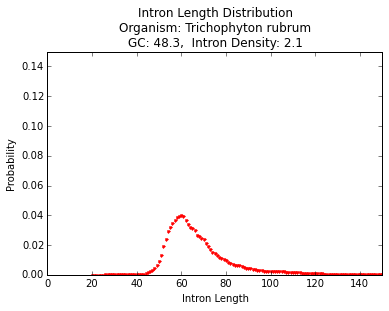 Intron Length Distribution
Organism: Trichophyton rubrum
GC: 48.3,  Intron Density: 2.1
0.14
0.12
0.10
0.08
0.06
0.04
0.02
0.00
Probability
0 20 40 60 80 100 120 140
Intron Length